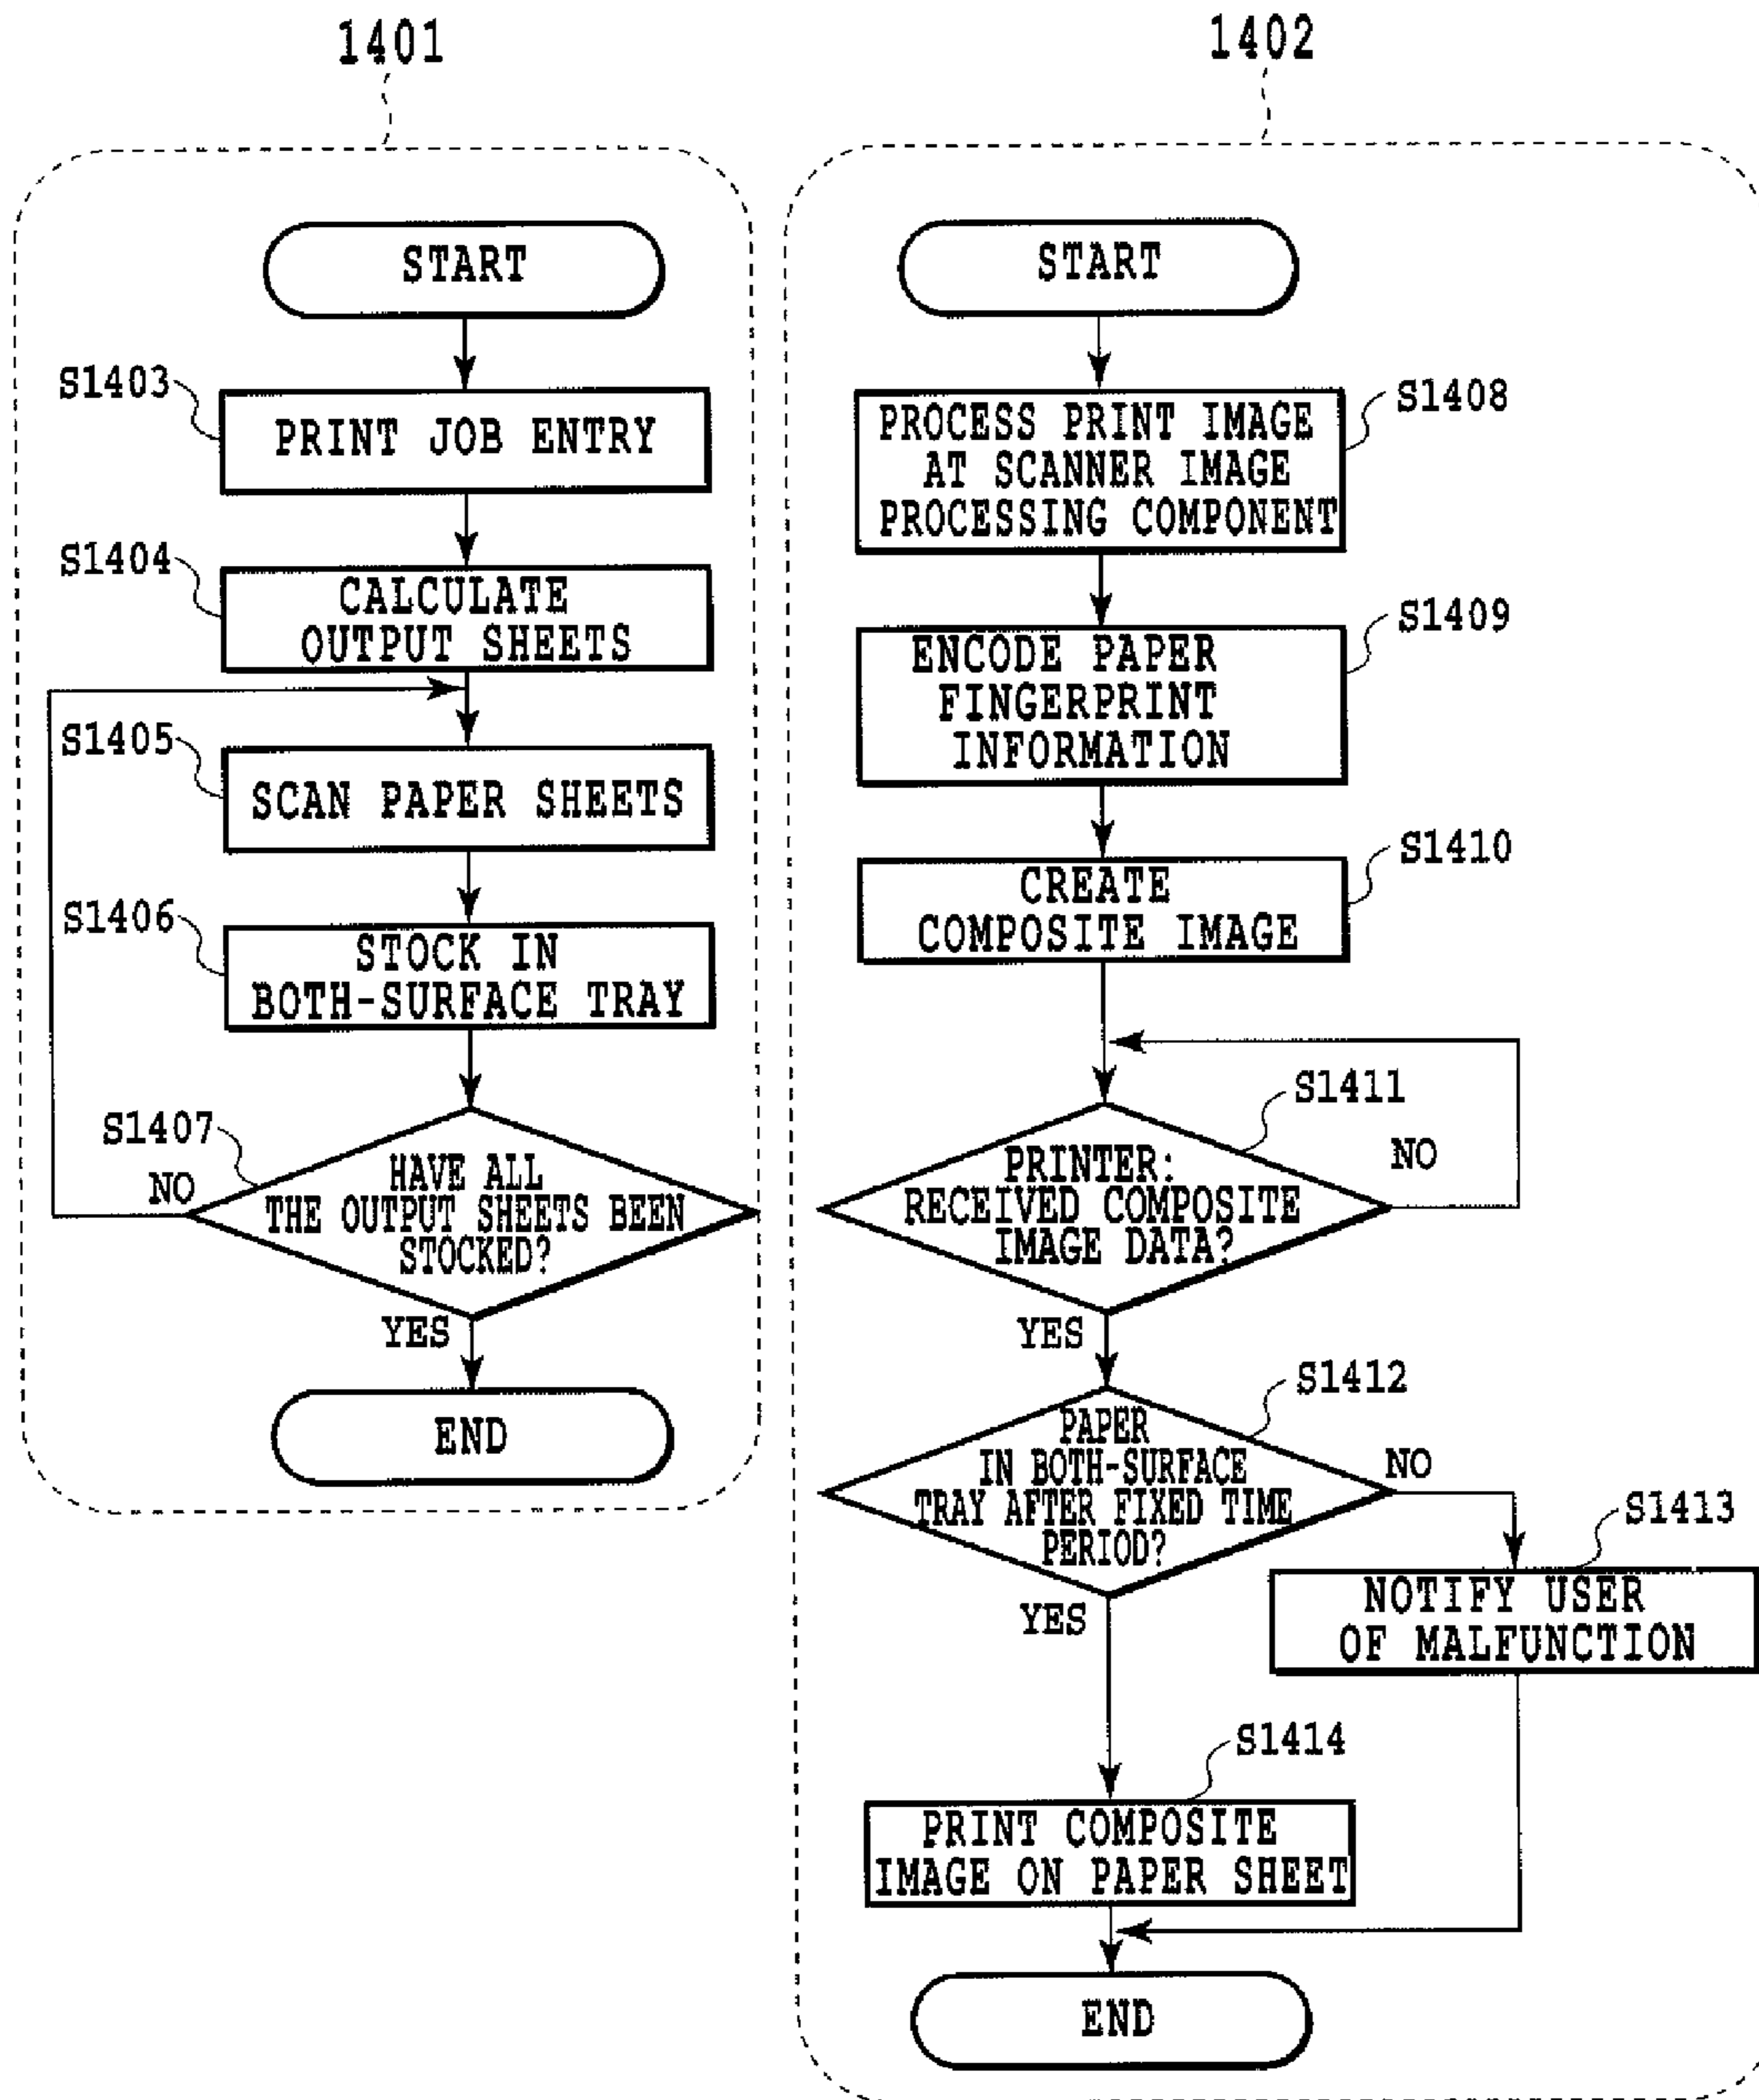 1401
START
S1403
PRINT JOB ENTRY
S1404
CALCULATE
OUTPUT SHEETS
S1405
SCAN PAPER SHEETS
S1406
STOCK IN
BOTH-SURFACE TRAY
S1407
NO
HAVE ALL
THE OUTPUT SHEETS BEEN
STOCKED?
YES
END
1402
START
S1408
PROCESS PRINT IMAGE
AT SCANNER IMAGE
PROCESSING COMPONENT
S1409
ENCODE PAPER
FINGERPRINT
INFORMATION
S1410
CREATE
COMPOSITE IMAGE
S1411
NO
PRINTER:
RECEIVED COMPOSITE
IMAGE DATA?
YES
S1412
PAPER
IN BOTH-SURFACE
TRAY AFTER FIXED TIME
PERIOD?
NO
YES
S1413
NOTIFY USER
OF MALFUNCTION
S1414
PRINT COMPOSITE
IMAGE ON PAPER SHEET
END